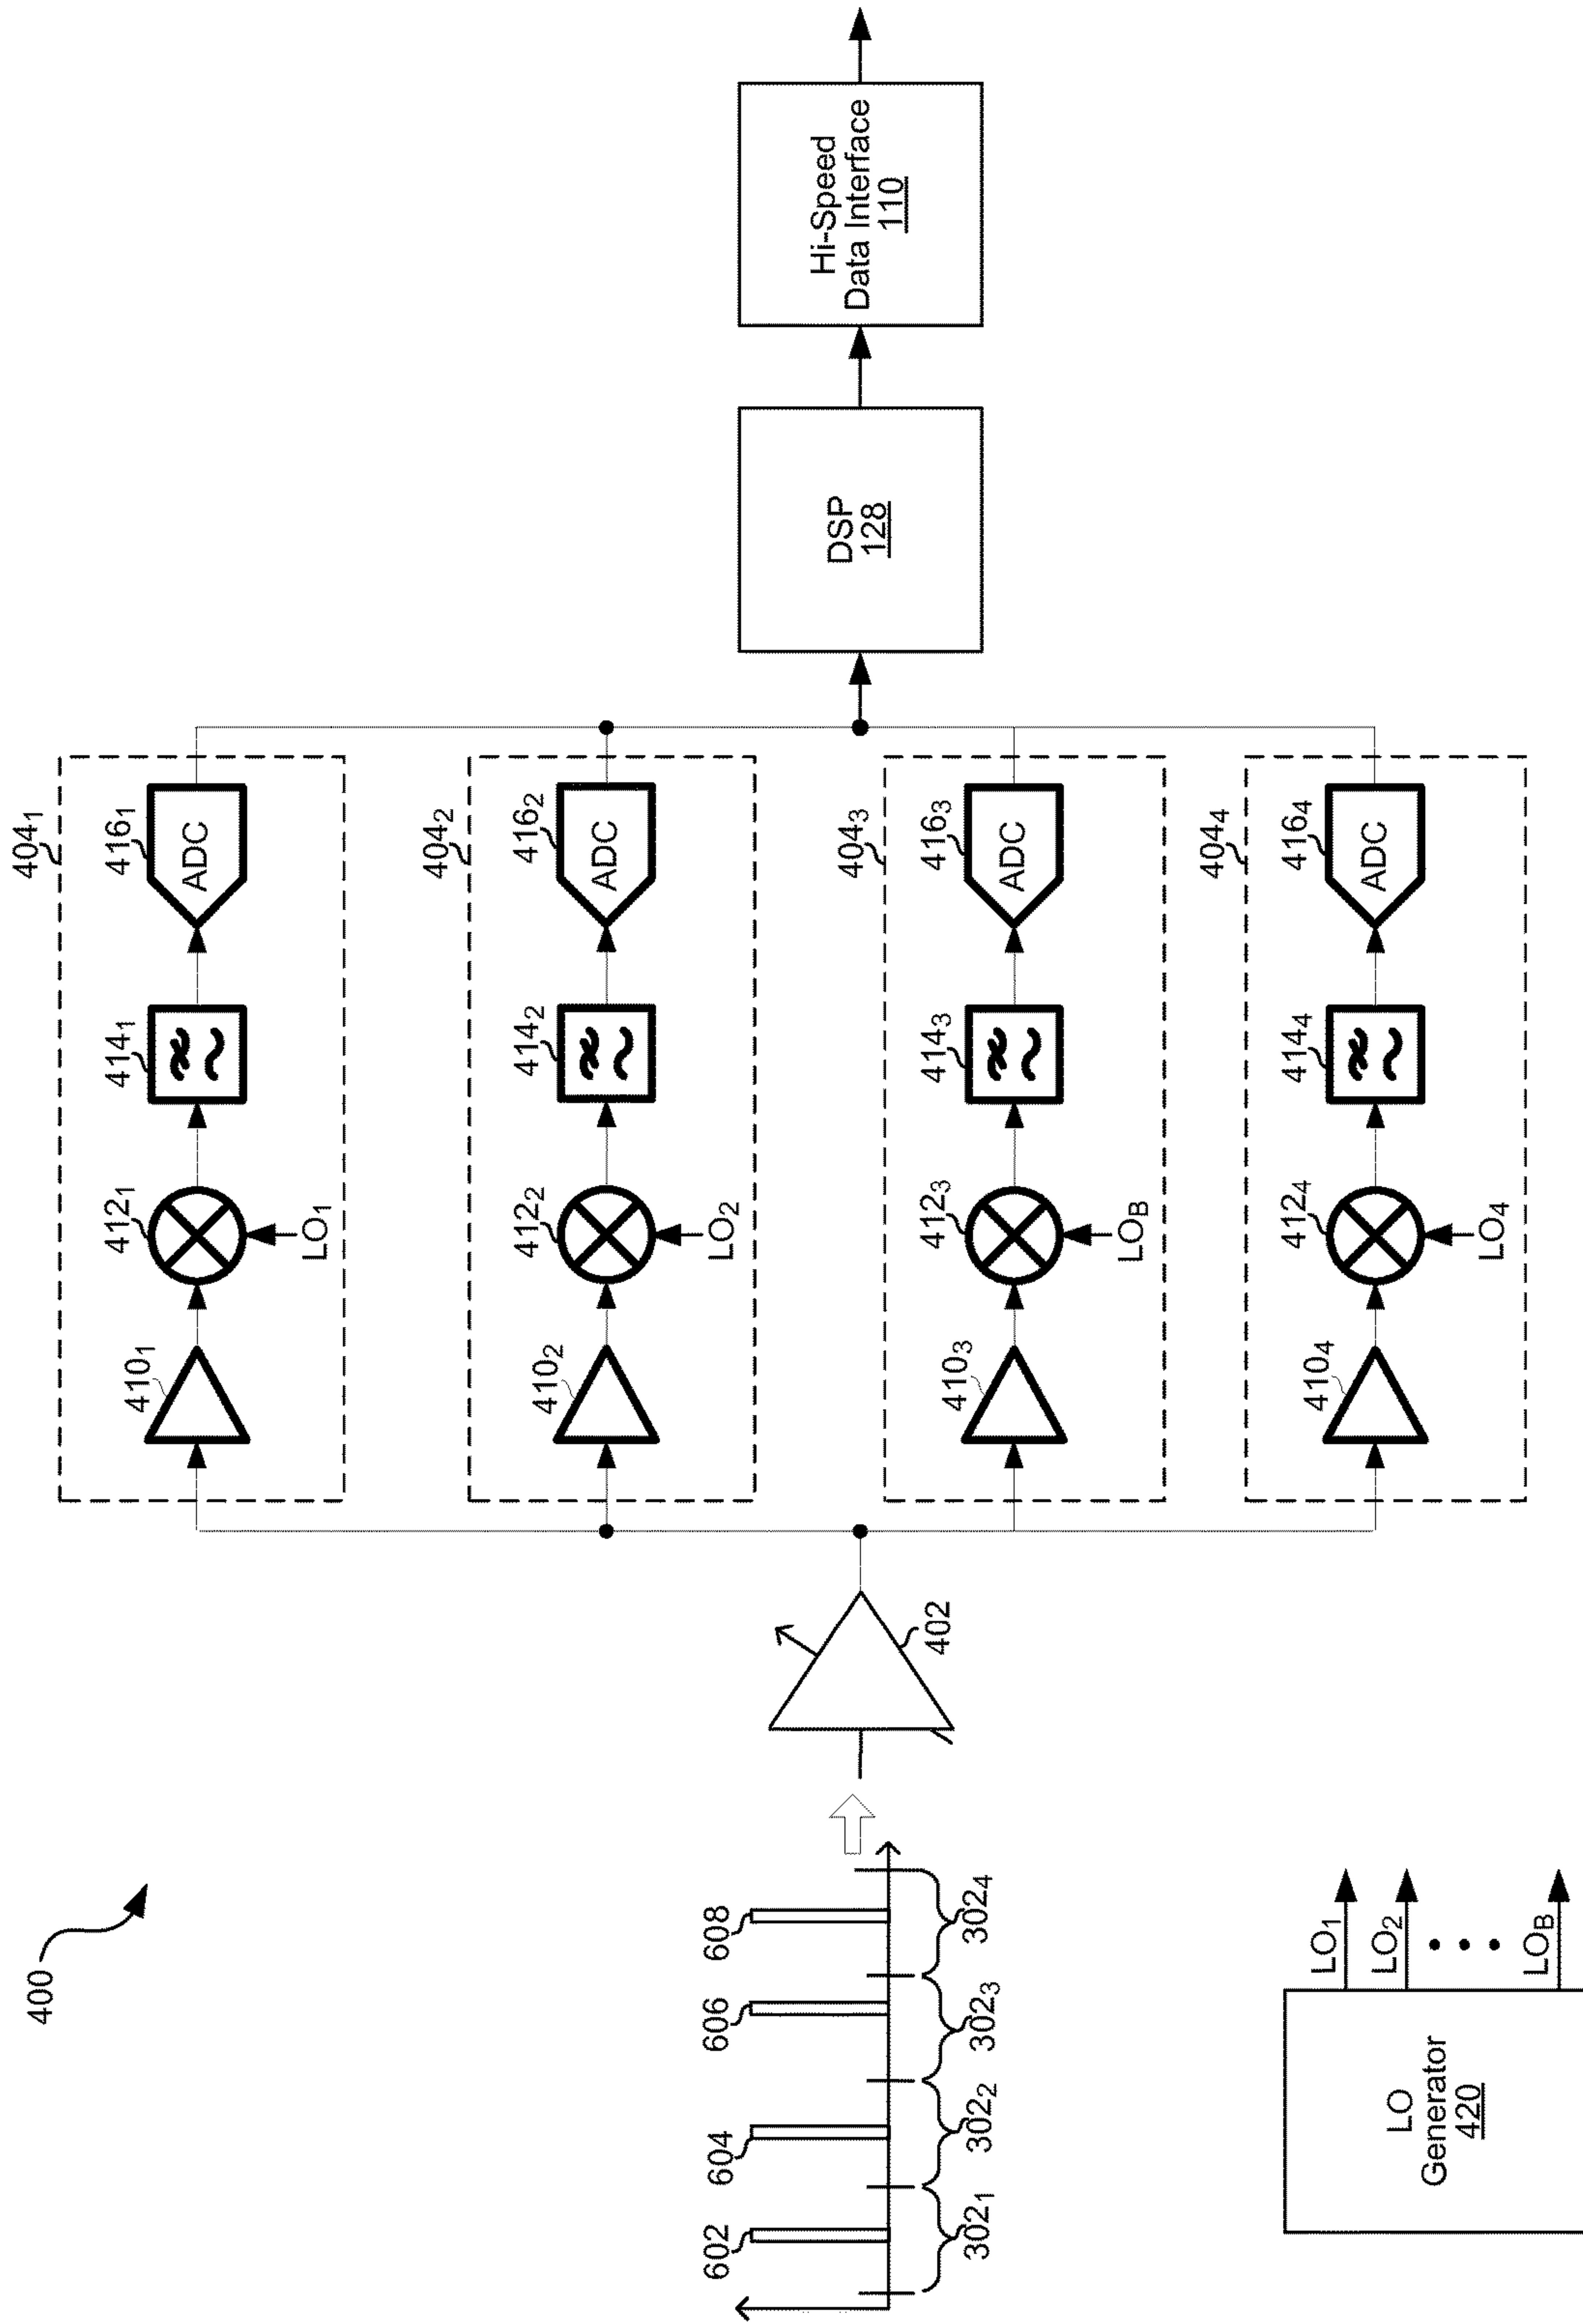 400
602
604
606
608
302₁
302₂
302₃
302₄
402
404₁
410₁
412₁
LO₁
414₁
416₁
ADC
404₂
410₂
412₂
LO₂
414₂
416₂
ADC
404₃
410₃
412₃
LO_B
414₃
416₃
ADC
404₄
410₄
412₄
LO₄
414₄
416₄
ADC
DSP
128
Hi-Speed
Data Interface
110
LO
Generator
420
LO₁
LO₂
LO_B